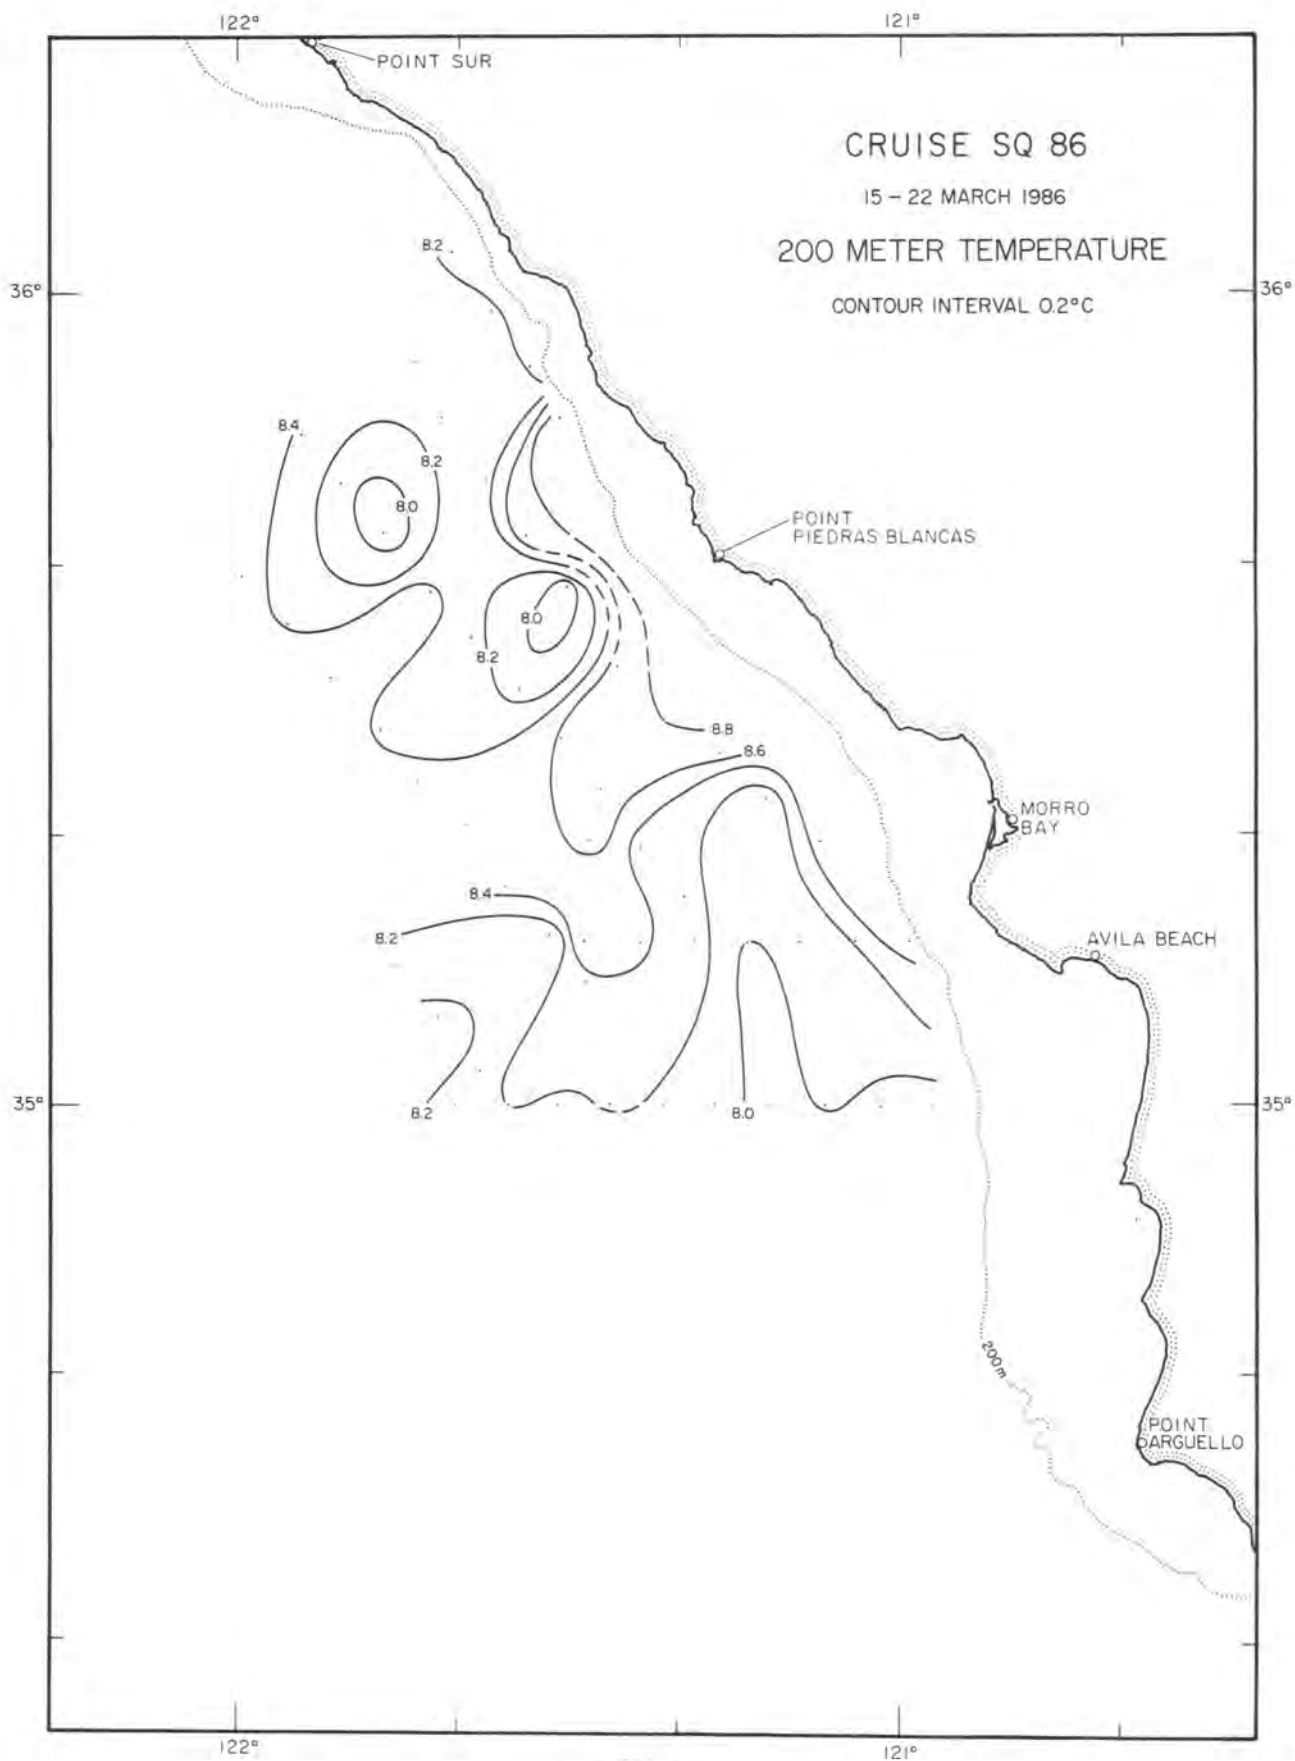 122°
121°
POINT SUR
CRUISE SQ 86
15 – 22 MARCH 1986
200 METER TEMPERATURE
CONTOUR INTERVAL 0.2°C
8.2
36°
36°
8.4
8.2
8.0
POINT
PIEDRAS BLANCAS
8.0
8.2
8.8
8.6
MORRO
BAY
8.4
8.2
AVILA BEACH
35°
8.2
8.0
35°
200m
POINT
ARGUELLO
122°
121°